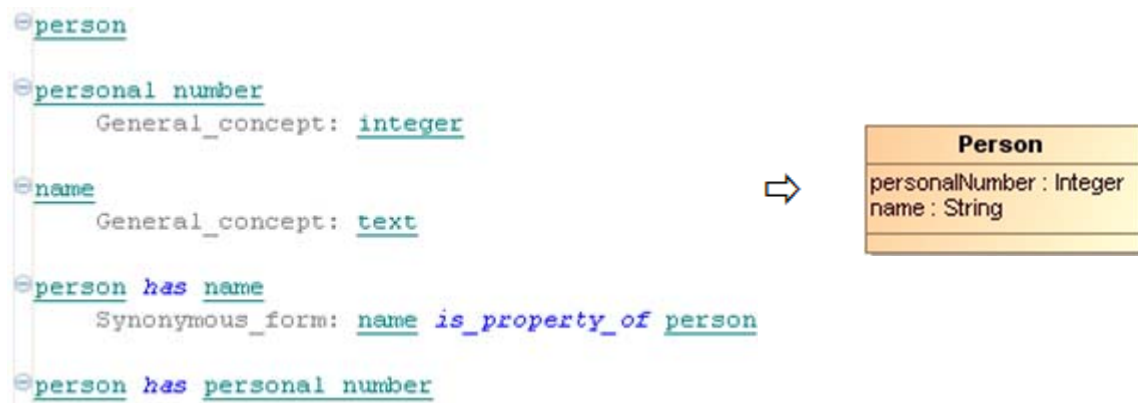 person
personal number
General_concept: integer
name
General_concept: text
person has name
Synonymous_form: name is_property_of person
person has personal number
Person
personalNumber : Integer
name : String